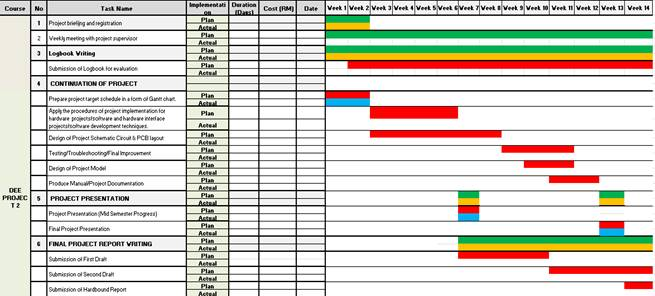 Course No Task Name Implementati on Duration (Days) Cost (RM) Date Week 1 Week 2 Week 3 Week 4 Week 5 Week 6 Week 7 Week 8 Week 9 Week 10 Week 11 Week 12 Week 13 Week 14
DEE PROJEC T 2
1 Project briefing and registration Plan
Actual
2 Weekly meeting with project supervisor Plan
Actual
3 Logbook Writing Plan
Actual
Submission of Logbook for evaluation Plan
Actual
4 CONTINUATION OF PROJECT Plan
Actual
Prepare project target schedule in a form of Gantt chart. Plan
Actual
Apply the procedures of project implementation for Plan
hardware projects/software and hardware interface
projects/software development techniques. Actual
Design of Project Schematic Circuit & PCB layout Plan
Actual
Testing/Troubleshooting/Final Improvement Plan
Actual
Design of Project Model Plan
Actual
Produce Manual/Project Documentation Plan
Actual
5 PROJECT PRESENTATION Plan
Actual
Project Presentation (Mid Semester Progress) Plan
Actual
Final Project Presentation Plan
Actual
6 FINAL PROJECT REPORT WRITING Plan
Actual
Submission of First Draft Plan
Actual
Submission of Second Draft Plan
Actual
Submission of Hardbound Report Plan
Actual